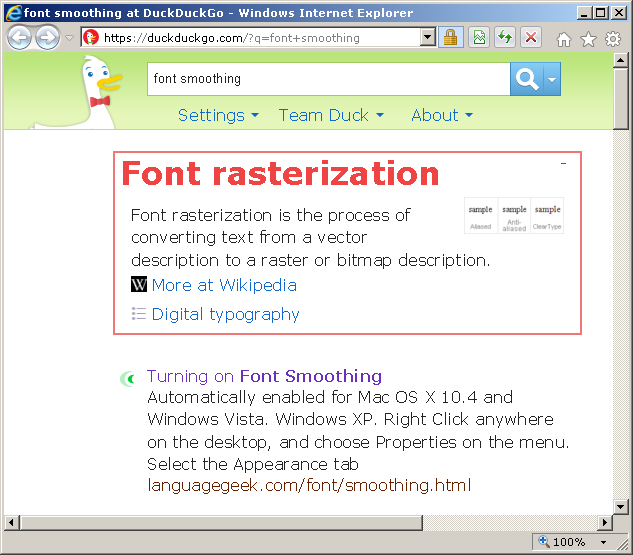 font smoothing at DuckDuckGo - Windows Internet Explorer
https://duckduckgo.com/?q=font+smoothing
font smoothing
Settings Team Duck About
Font rasterization
Font rasterization is the process of
converting text from a vector
description to a raster or bitmap description.
sample sample sample
Aliased Anti-aliased ClearType
W More at Wikipedia
Digital typography
Turning on Font Smoothing
Automatically enabled for Mac OS X 10.4 and
Windows Vista. Windows XP. Right Click anywhere
on the desktop, and choose Properties on the menu.
Select the Appearance tab
languagegeek.com/font/smoothing.html
100%